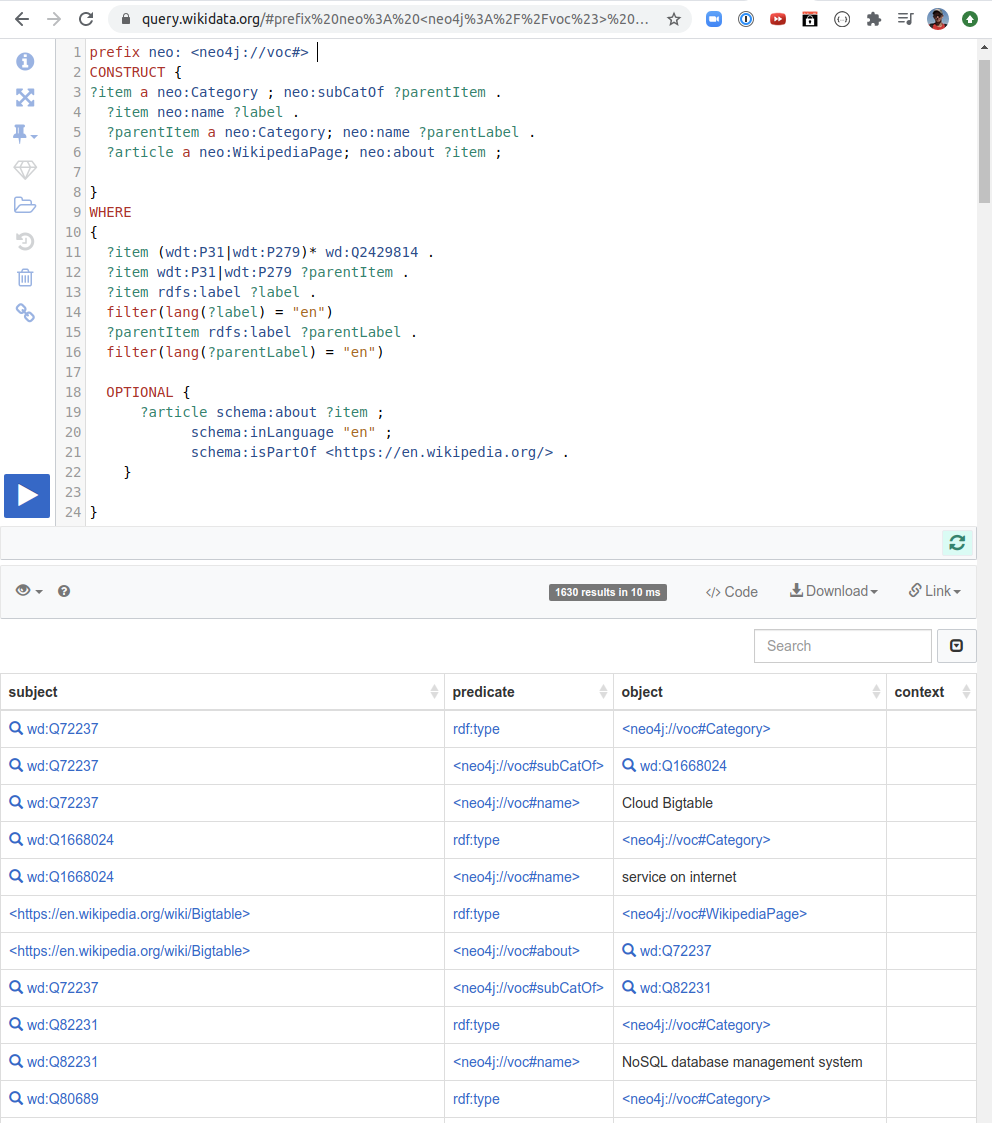 query.wikidata.org/#prefix%20neo%3A%20<neo4j%3A%2F%2Fvoc%23>%20...
1 prefix neo: <neo4j://voc#>
2 CONSTRUCT {
3 ?item a neo:Category ; neo:subCatOf ?parentItem .
4 ?item neo:name ?label .
5 ?parentItem a neo:Category; neo:name ?parentLabel .
6 ?article a neo:WikipediaPage; neo:about ?item ;
7
8 }
9 WHERE
10 {
11 ?item (wdt:P31|wdt:P279)* wd:Q2429814 .
12 ?item wdt:P31|wdt:P279 ?parentItem .
13 ?item rdfs:label ?label .
14 filter(lang(?label) = "en")
15 ?parentItem rdfs:label ?parentLabel .
16 filter(lang(?parentLabel) = "en")
17
18 OPTIONAL {
19 ?article schema:about ?item ;
20 schema:inLanguage "en" ;
21 schema:isPartOf <https://en.wikipedia.org/> .
22 }
23
24 }
1630 results in 10 ms </> Code Download Link
Search
subject predicate object context
wd:Q72237 rdf:type <neo4j://voc#Category>
wd:Q72237 <neo4j://voc#subCatOf> wd:Q1668024
wd:Q72237 <neo4j://voc#name> Cloud Bigtable
wd:Q1668024 rdf:type <neo4j://voc#Category>
wd:Q1668024 <neo4j://voc#name> service on internet
<https://en.wikipedia.org/wiki/Bigtable> rdf:type <neo4j://voc#WikipediaPage>
<https://en.wikipedia.org/wiki/Bigtable> <neo4j://voc#about> wd:Q72237
wd:Q72237 <neo4j://voc#subCatOf> wd:Q82231
wd:Q82231 rdf:type <neo4j://voc#Category>
wd:Q82231 <neo4j://voc#name> NoSQL database management system
wd:Q80689 rdf:type <neo4j://voc#Category>